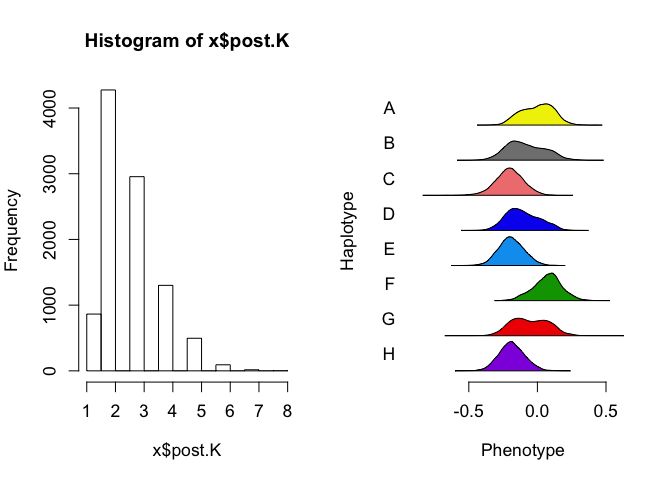 Histogram of x$post.K
Frequency
0
1000
2000
3000
4000
1 2 3 4 5 6 7 8
x$post.K
Haplotype
A
B
C
D
E
F
G
H
-0.5 0.0 0.5
Phenotype